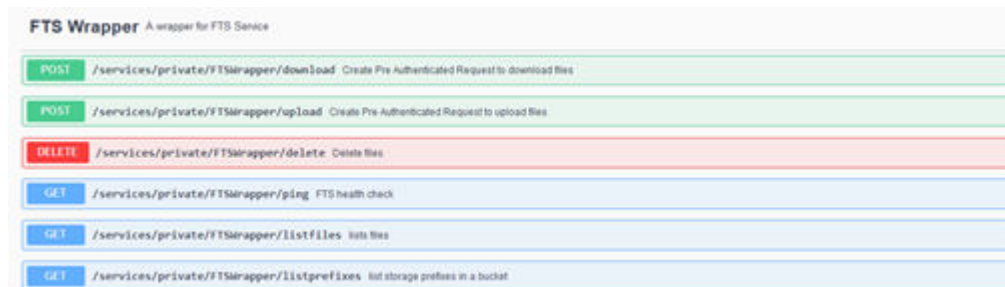 FTS Wrapper A wrapper for FTS Service
POST /services/private/FTSWrapper/download Create Pre Authenticated Request to download files
POST /services/private/FTSWrapper/upload Create Pre Authenticated Request to upload files
DELETE /services/private/FTSWrapper/delete Delete files
GET /services/private/FTSWrapper/ping FTS health check
GET /services/private/FTSWrapper/listfiles lists files
GET /services/private/FTSWrapper/listprefixes list storage prefixes in a bucket